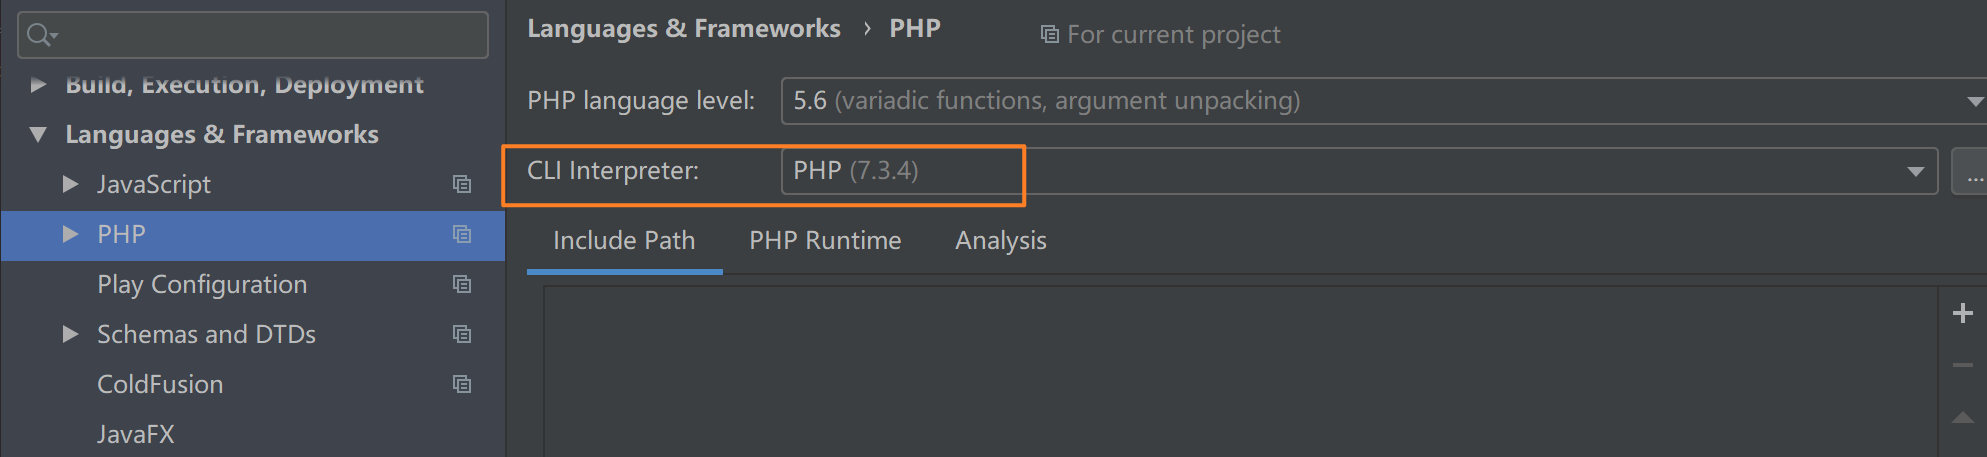 Build, Execution, Deployment
Languages & Frameworks
JavaScript
PHP
Play Configuration
Schemas and DTDs
ColdFusion
JavaFX
Languages & Frameworks › PHP
For current project
PHP language level: 5.6 (variadic functions, argument unpacking)
CLI Interpreter: PHP (7.3.4)
...
Include Path PHP Runtime Analysis